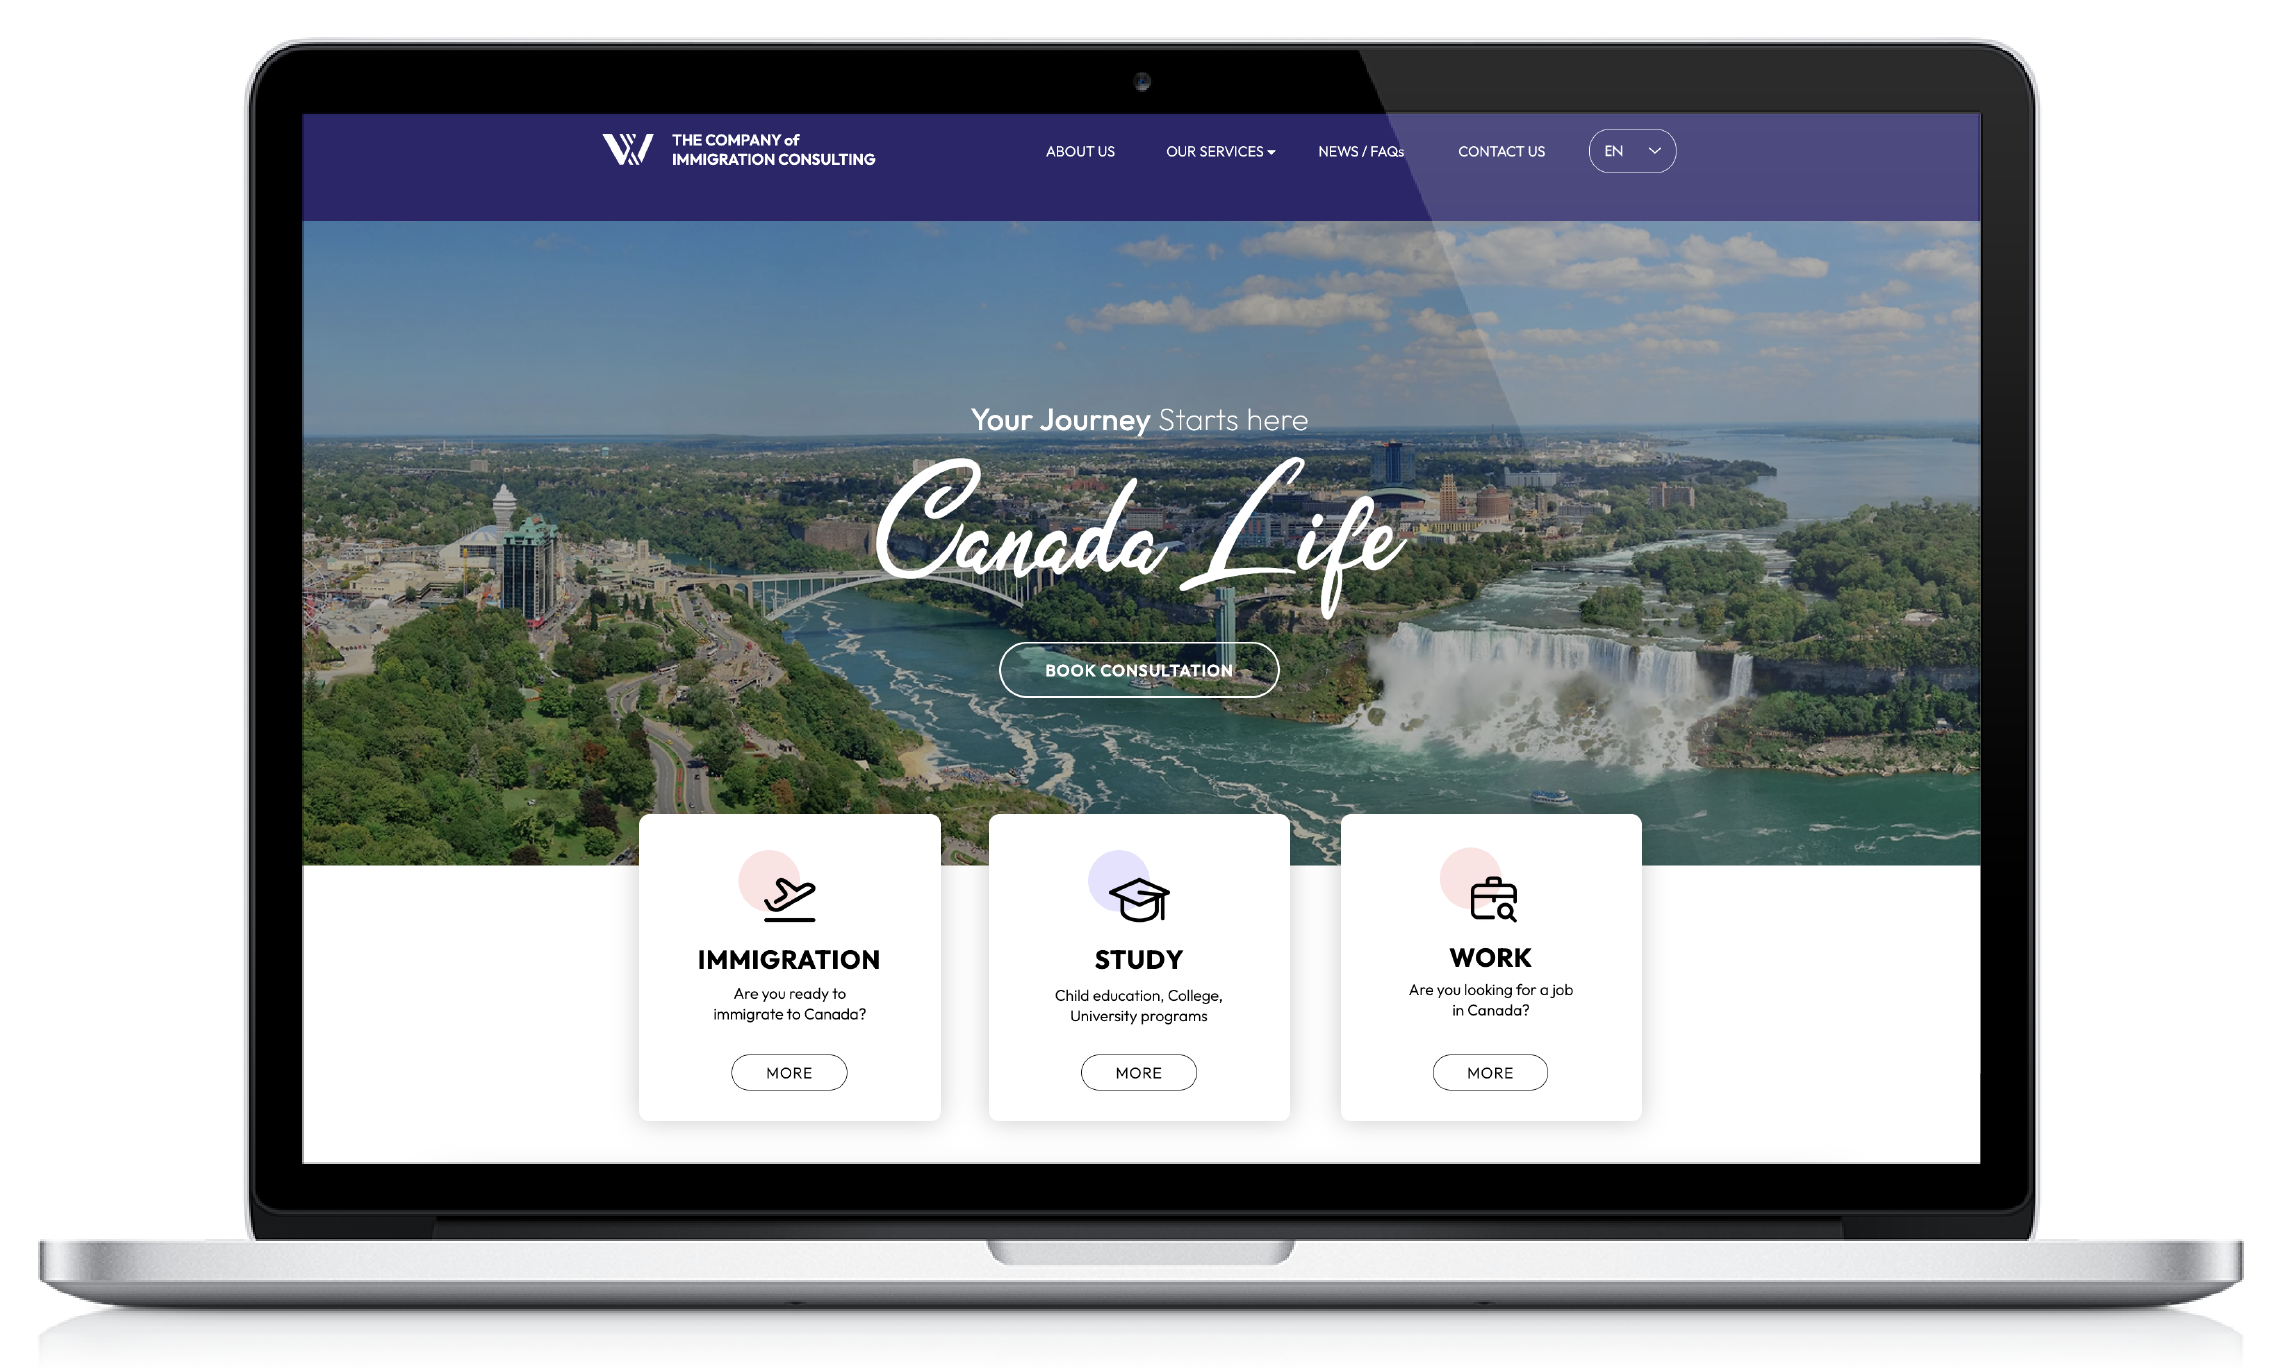 THE COMPANY of
IMMIGRATION CONSULTING
ABOUT US
OUR SERVICES
NEWS / FAQs
CONTACT US
EN
Your Journey Starts here
Canada Life
BOOK CONSULTATION
IMMIGRATION
Are you ready to
immigrate to Canada?
MORE
STUDY
Child education, College,
University programs
MORE
WORK
Are you looking for a job
in Canada?
MORE